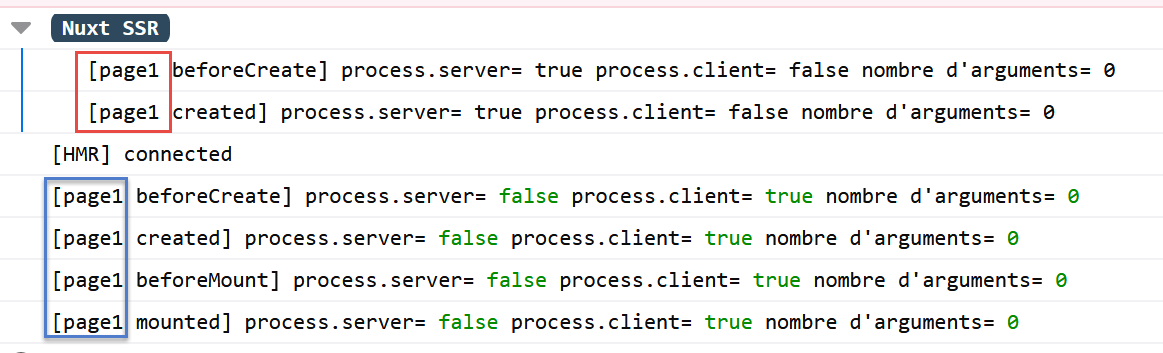 Nuxt SSR
[page1 beforeCreate] process.server= true process.client= false nombre d'arguments= 0
[page1 created] process.server= true process.client= false nombre d'arguments= 0
[HMR] connected
[page1 beforeCreate] process.server= false process.client= true nombre d'arguments= 0
[page1 created] process.server= false process.client= true nombre d'arguments= 0
[page1 beforeMount] process.server= false process.client= true nombre d'arguments= 0
[page1 mounted] process.server= false process.client= true nombre d'arguments= 0